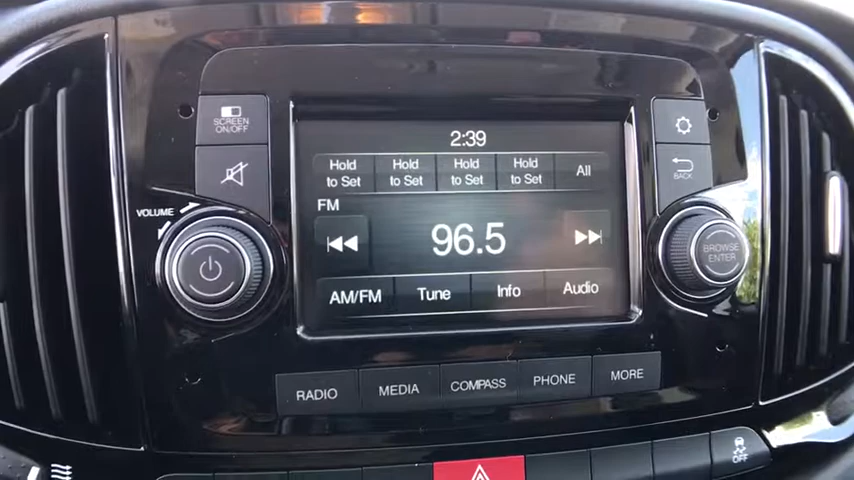 SCREEN
ON/OFF
2:39
Hold Hold Hold Hold
to Set to Set to Set to Set All
BACK
VOLUME
FM
96.5
BROWSE
ENTER
AM/FM Tune Info Audio
RADIO MEDIA COMPASS PHONE MORE
OFF